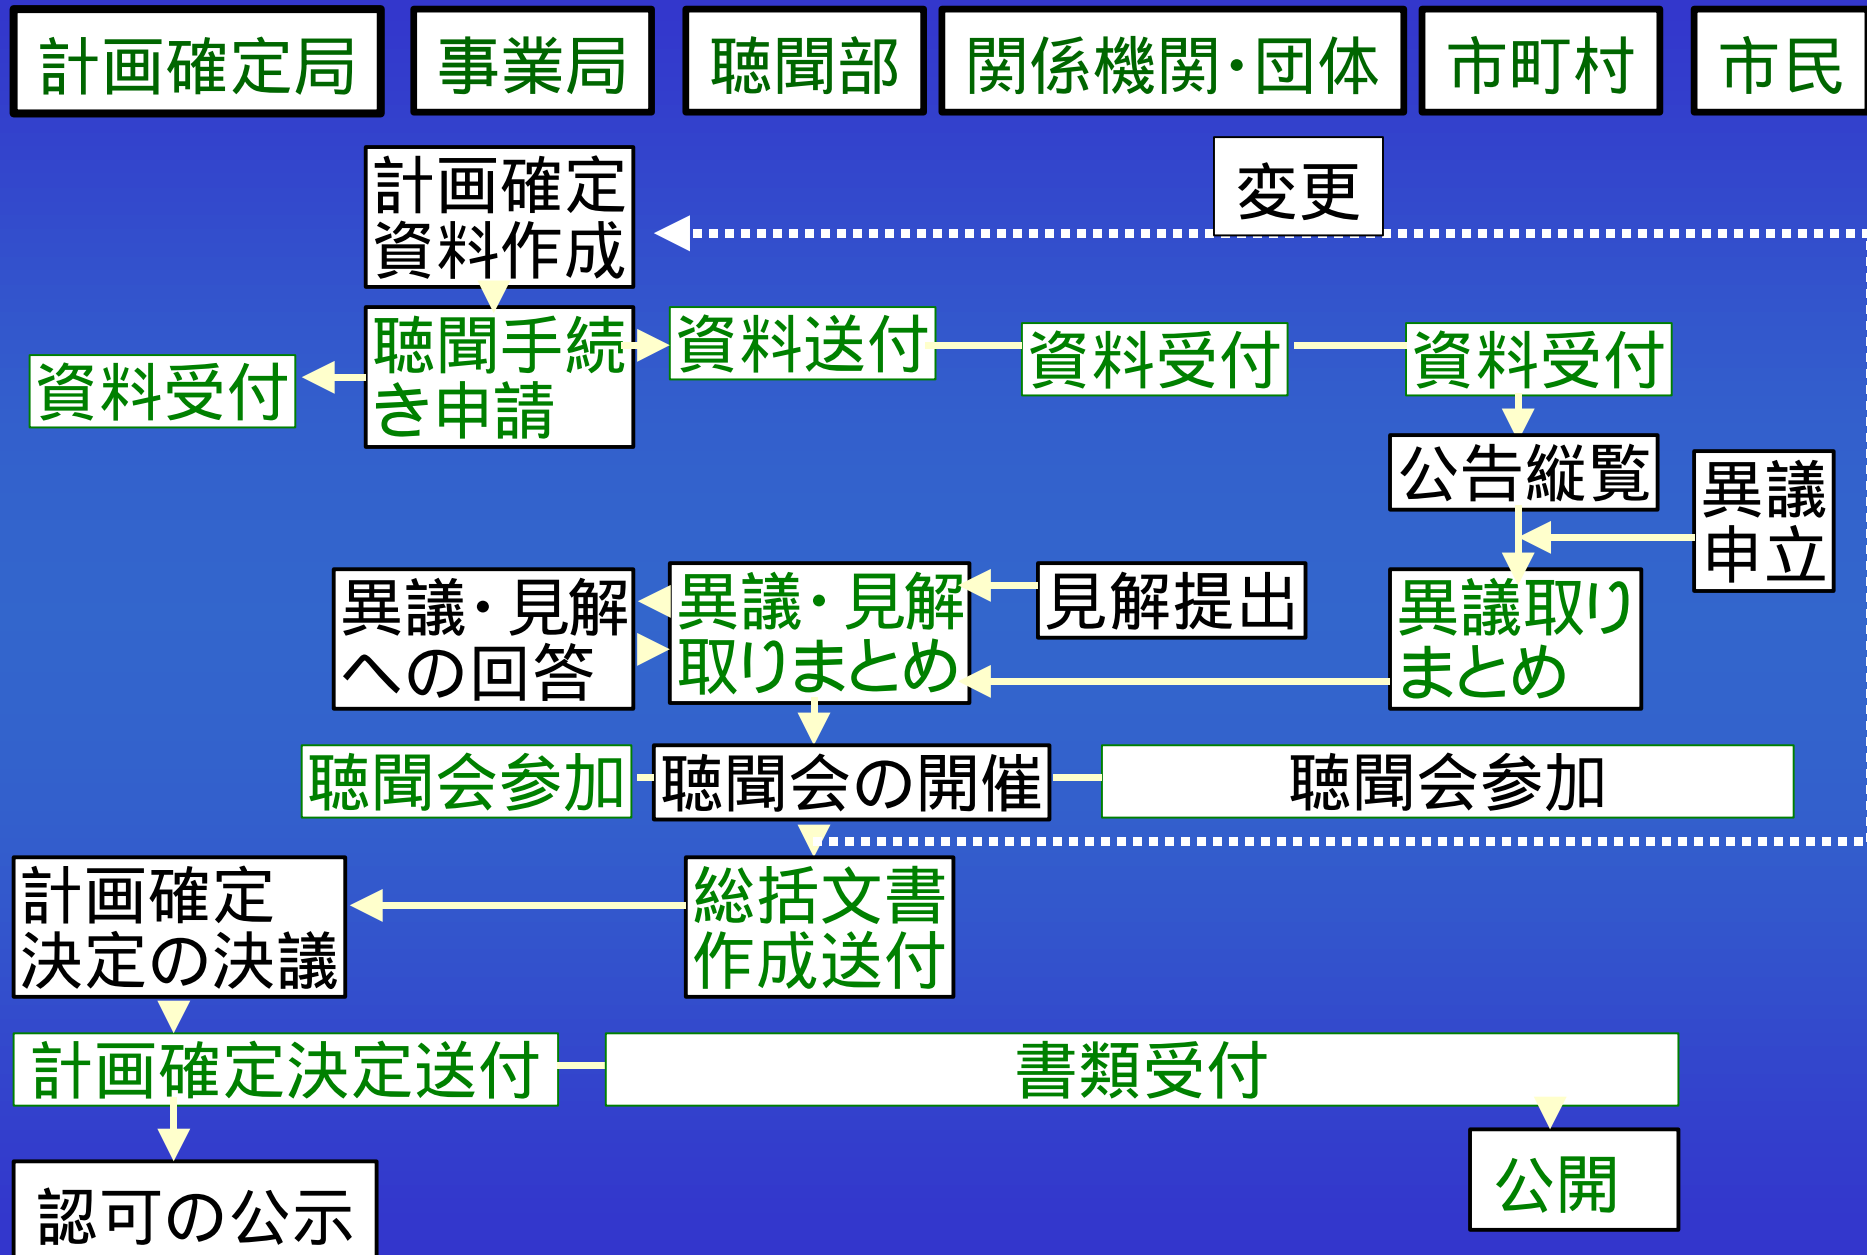 計画確定局
事業局
聴聞部
関係機関・団体
市町村
市民
計画確定
資料作成
変更
聴聞手続
き申請
資料送付
資料受付
資料受付
資料受付
公告縦覧
異議
申立
異議・見解
への回答
異議・見解
取りまとめ
見解提出
異議取り
まとめ
聴聞会参加
聴聞会の開催
聴聞会参加
計画確定
決定の決議
総括文書
作成送付
計画確定決定送付
書類受付
認可の公示
公開